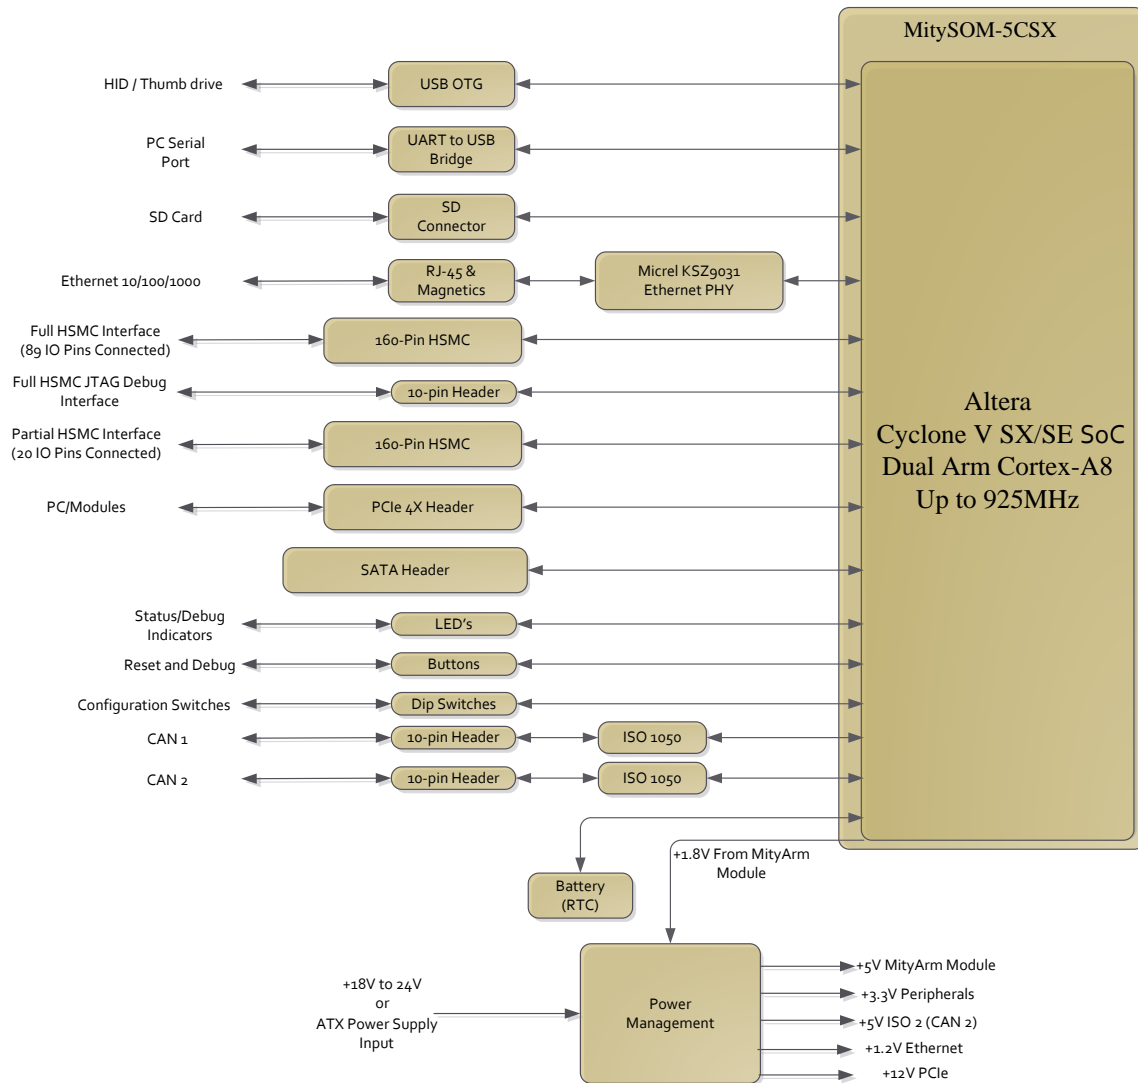 MitySOM-5CSX
HID / Thumb drive
USB OTG
PC Serial
Port
UART to USB
Bridge
SD Card
SD
Connector
Ethernet 10/100/1000
RJ-45 &
Magnetics
Micrel KSZ9031
Ethernet PHY
Full HSMC Interface
(89 IO Pins Connected)
160-Pin HSMC
Full HSMC JTAG Debug
Interface
10-pin Header
Partial HSMC Interface
(20 IO Pins Connected)
160-Pin HSMC
Altera
Cyclone V SX/SE SoC
Dual Arm Cortex-A8
Up to 925MHz
PC/Modules
PCIe 4X Header
SATA Header
Status/Debug
Indicators
LED's
Reset and Debug
Buttons
Configuration Switches
Dip Switches
CAN 1
10-pin Header
ISO 1050
CAN 2
10-pin Header
ISO 1050
+1.8V From MityArm
Module
Battery
(RTC)
+18V to 24V
or
ATX Power Supply
Input
Power
Management
+5V MityArm Module
+3.3V Peripherals
+5V ISO 2 (CAN 2)
+1.2V Ethernet
+12V PCIe